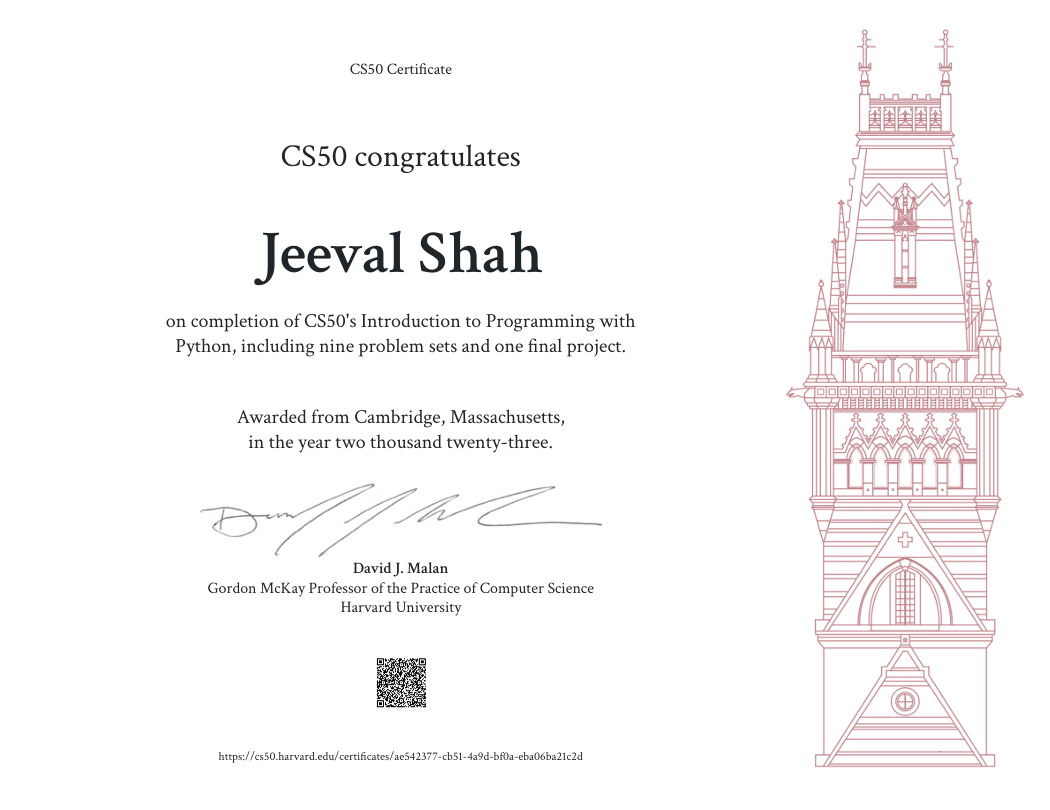 CS50 Certificate
CS50 congratulates
Jeeval Shah
on completion of CS50's Introduction to Programming with
Python, including nine problem sets and one final project.
Awarded from Cambridge, Massachusetts,
in the year two thousand twenty-three.
David J. Malan
Gordon McKay Professor of the Practice of Computer Science
Harvard University
https://cs50.harvard.edu/certificates/ae542377-cb51-4a9d-bf0a-eba06ba21c2d